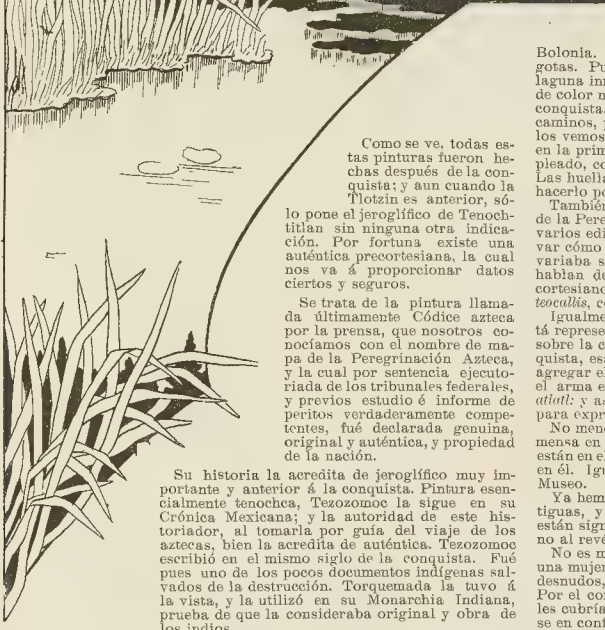 Como se ve, todas es-
tas pinturas fueron he-
chas después de la con-
quista; y aun cuando la
Tlotzin es anterior, só-
lo pone el jeroglífico de Tenoch-
titlan sin ninguna otra indica-
ción. Por fortuna existe una
auténtica precortesiana, la cual
nos va á proporcionar datos
ciertos y seguros.
Se trata de la pintura llama-
da últimamente Códice azteca
por la prensa, que nosotros co-
nocíamos con el nombre de ma-
pa de la Peregrinación Azteca,
y la cual por sentencia ejecuto-
riada de los tribunales federales,
y previos estudio é informe de
peritos verdaderamente compe-
tentes, fué declarada genuina,
original y auténtica, y propiedad
de la nación.
Su historia la acredita de jeroglífico muy im-
portante y anterior á la conquista. Pintura esen-
cialmente tenochca, Tezozomoc la sigue en su
Crónica Mexicana; y la autoridad de este his-
toriador, al tomarla por guía del viaje de los
aztecas, bien la acredita de auténtica. Tezozomoc
escribió en el mismo siglo de la conquista. Fué
pues uno de los pocos documentos indígenas sal-
vados de la destrucción. Torquemada la tuvo á
la vista, y la utilizó en su Monarchia Indiana,
prueba de que la consideraba original y obra de
los indios.
Bolonia.
gotas. Pu
laguna in
de color n
conquista.
caminos,
los vemos
en la prim
pleado, co
Las huella
hacerlo po
También
de la Pere
varios edi
var cómo
variaba s
hablan de
cortesiano
teocallis, c
Igualme
tá represe
sobre la c
quista, es
agregar el
el arma e
atlatl: y as
para expr
No menc
mensa en
están en el
en él. Igu
Museo.
Ya hem
tiguas, y
están sign
no al revé
No es m
una mujer
desnudos,
Por el con
les cubría
se en conf